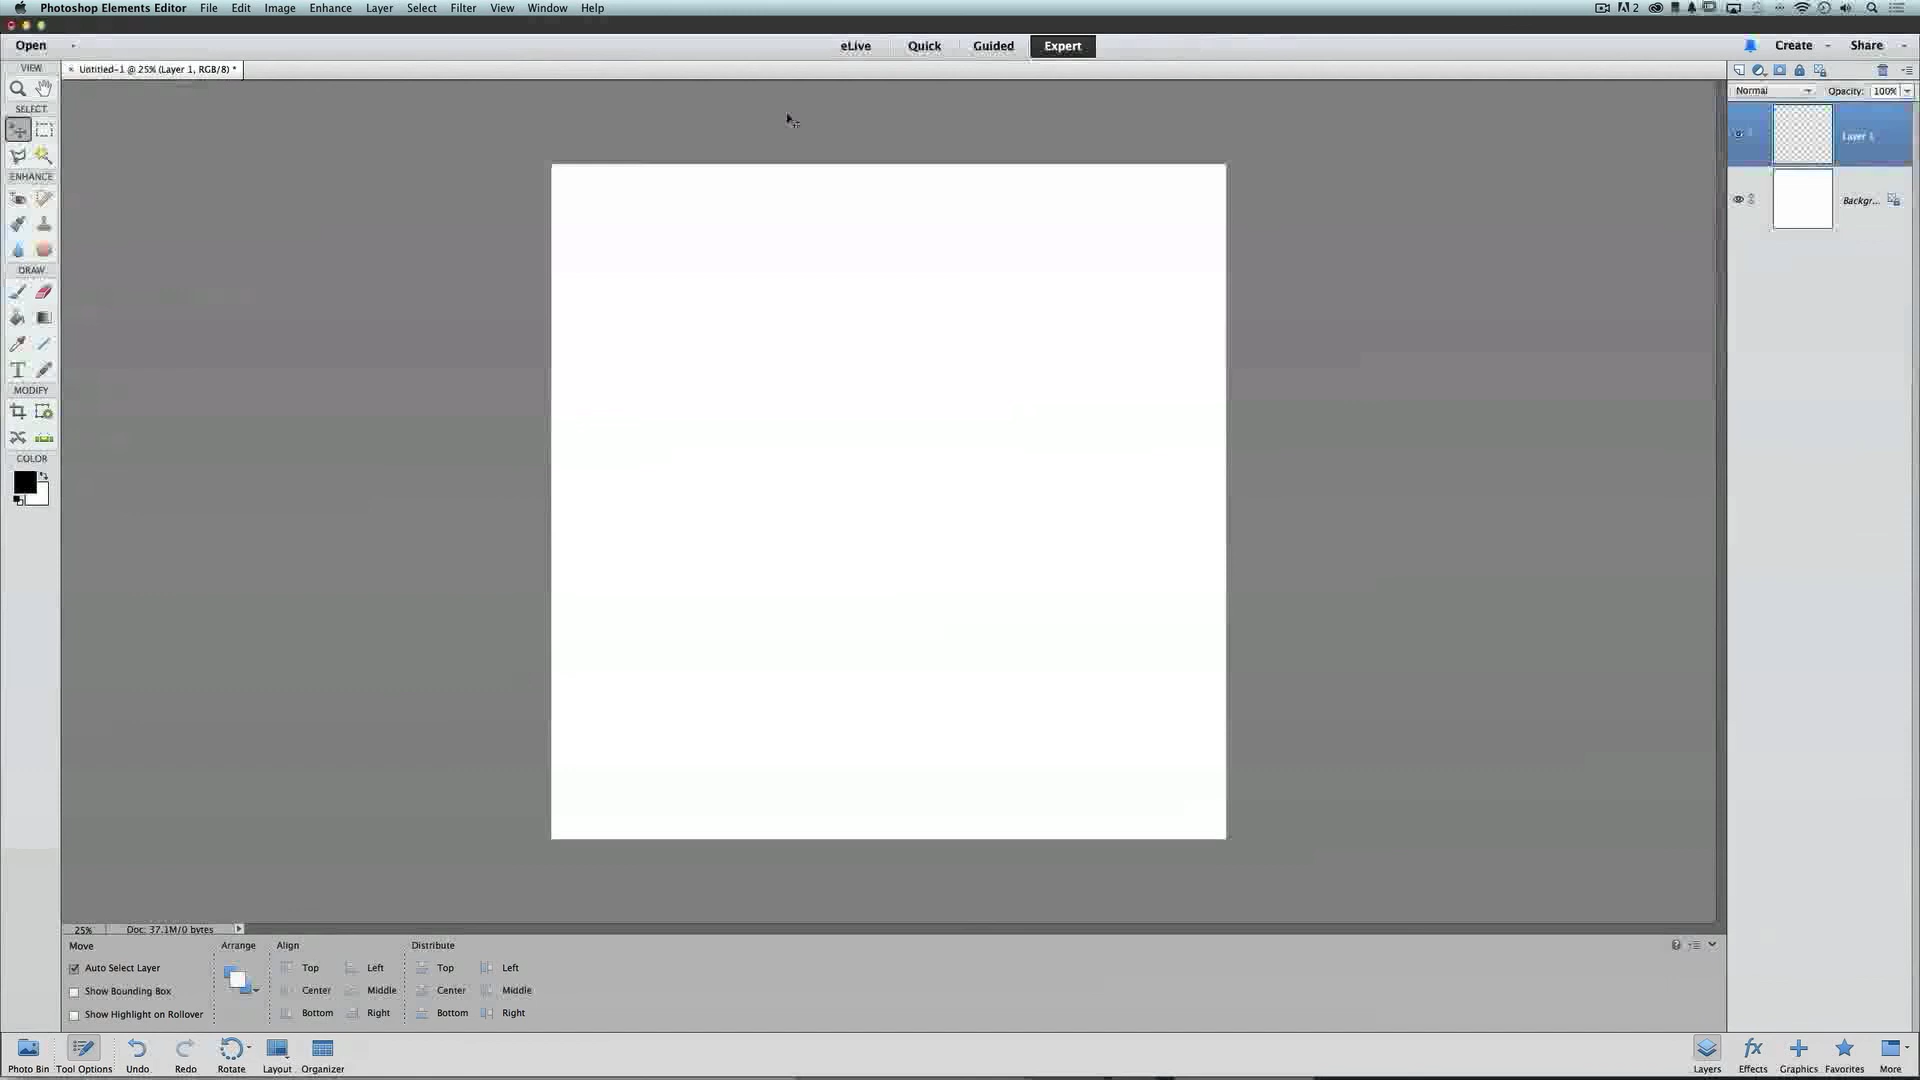 Photoshop Elements Editor File Edit Image Enhance Layer Select Filter View Window Help 2
Open eLive Quick Guided Expert Create Share
VIEW Untitled-1 @ 25% (Layer 1, RGB/8) *
Normal Opacity: 100%
SELECT
Layer 1
ENHANCE
Backgr...
DRAW
T
MODIFY
COLOR
25% Doc: 37.1M/0 bytes
Move Arrange Align Distribute
Auto Select Layer Top Left Top Left
Show Bounding Box Center Middle Center Middle
Show Highlight on Rollover Bottom Right Bottom Right
fx
Photo Bin Tool Options Undo Redo Rotate Layout Organizer Layers Effects Graphics Favorites More